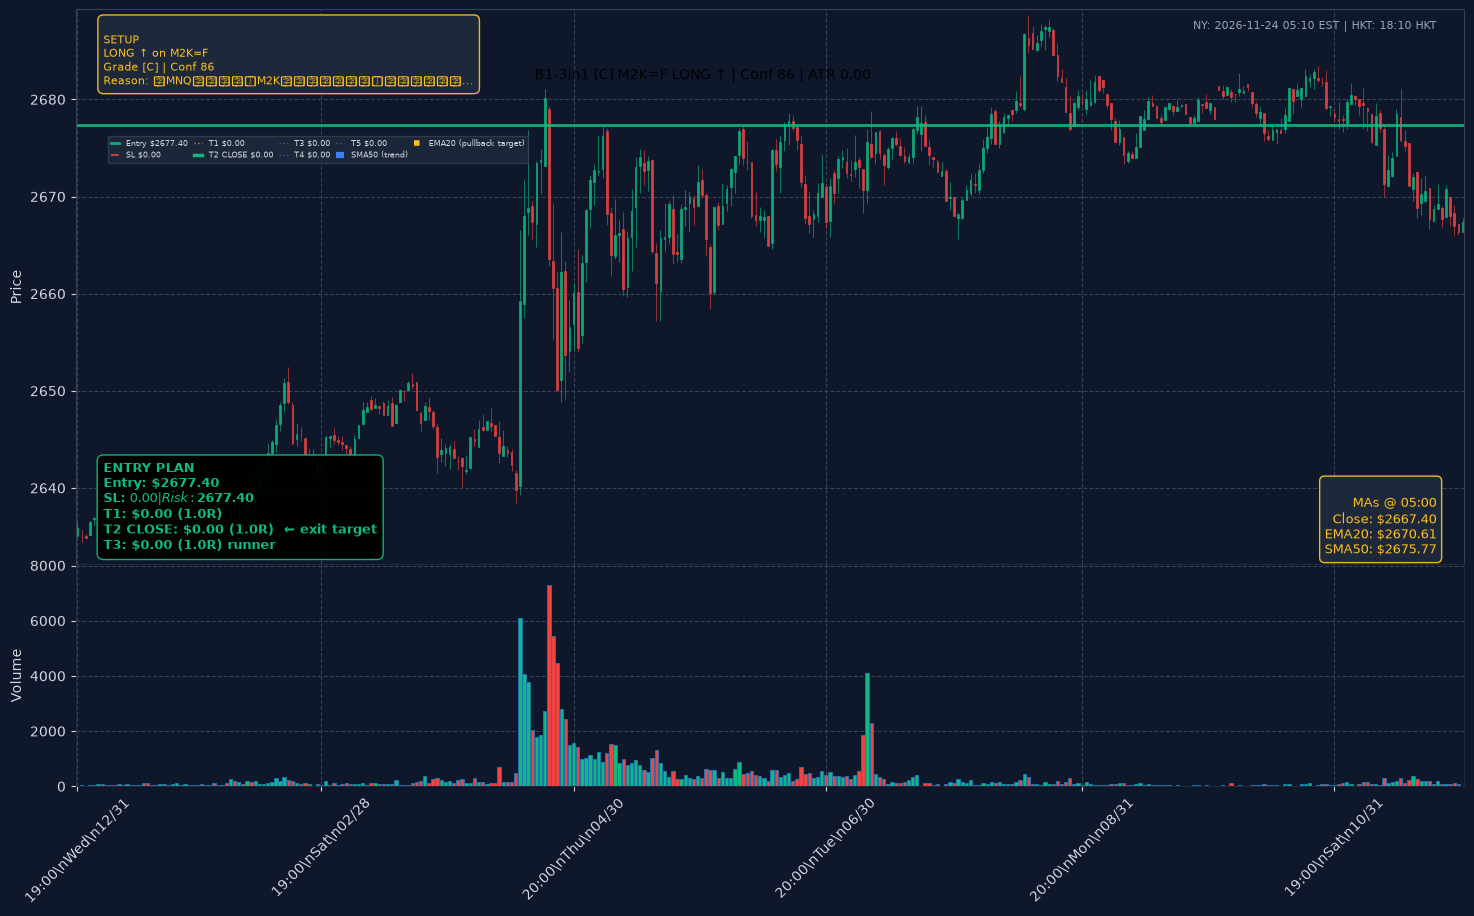 NY: 2026-11-24 05:10 EST | HKT: 18:10 HKT
SETUP
LONG ↑ on M2K=F
Grade [C] | Conf 86
Reason: MNQ M2K ...
B1-3in1 [C] M2K=F LONG ↑ | Conf 86 | ATR 0.00
Entry $2677.40
SL $0.00
T1 $0.00
T2 CLOSE $0.00
T3 $0.00
T4 $0.00
T5 $0.00
SMA50 (trend)
EMA20 (pullback target)
Price
2680
2670
2660
2650
2640
ENTRY PLAN
Entry: $2677.40
SL: 0.00|Risk:2677.40
T1: $0.00 (1.0R)
T2 CLOSE: $0.00 (1.0R) ← exit target
T3: $0.00 (1.0R) runner
MAs @ 05:00
Close: $2667.40
EMA20: $2670.61
SMA50: $2675.77
Volume
8000
6000
4000
2000
0
19:00\nWed\n12/31
19:00\nSat\n02/28
20:00\nThu\n04/30
20:00\nTue\n06/30
20:00\nMon\n08/31
19:00\nSat\n10/31